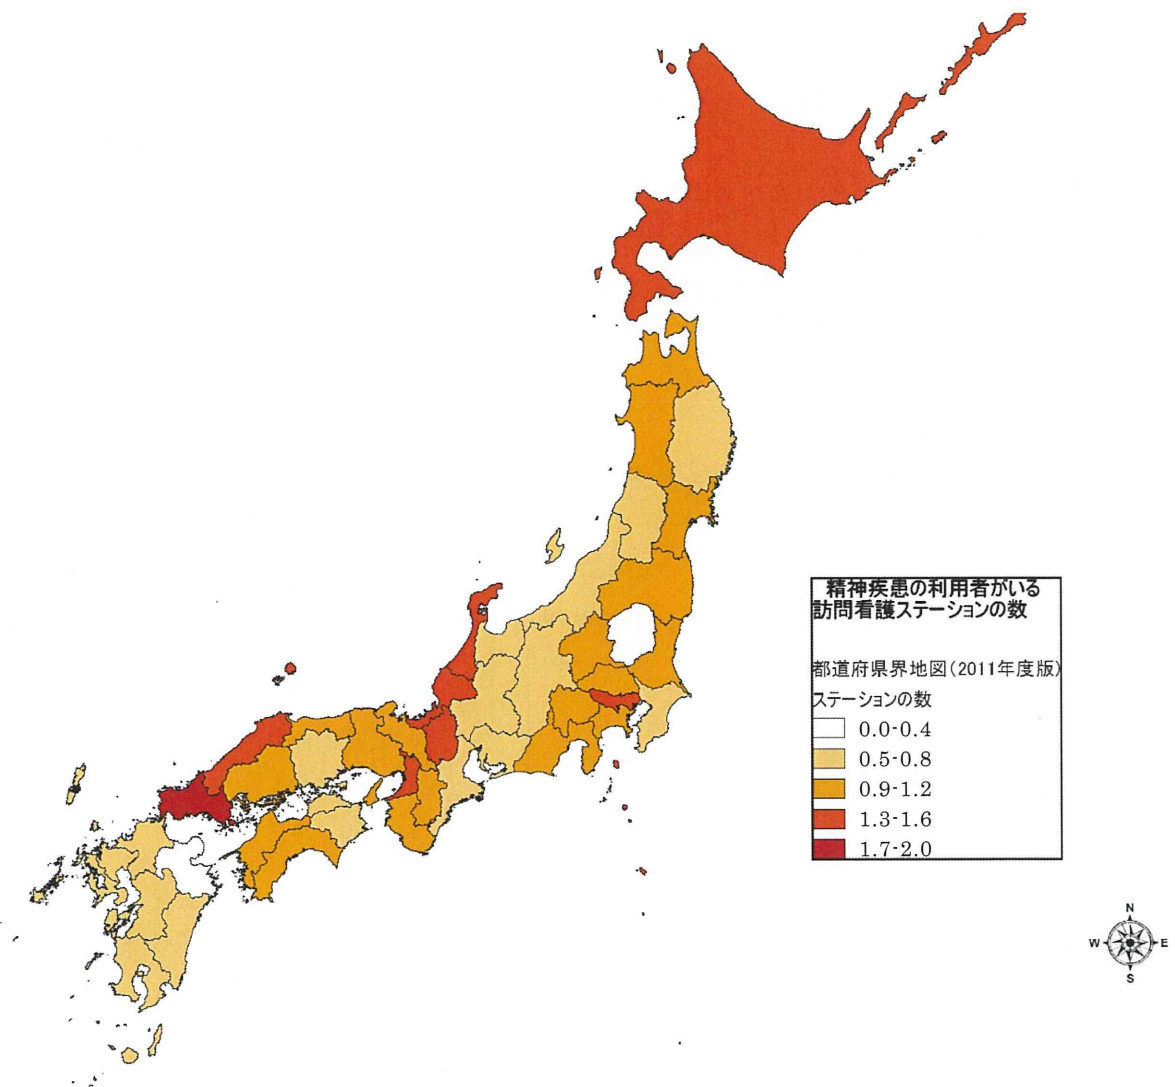 精神疾患の利用者がいる
訪問看護ステーションの数
都道府県界地図(2011年度版)
ステーションの数
0.0-0.4
0.5-0.8
0.9-1.2
1.3-1.6
1.7-2.0
N
W
E
S